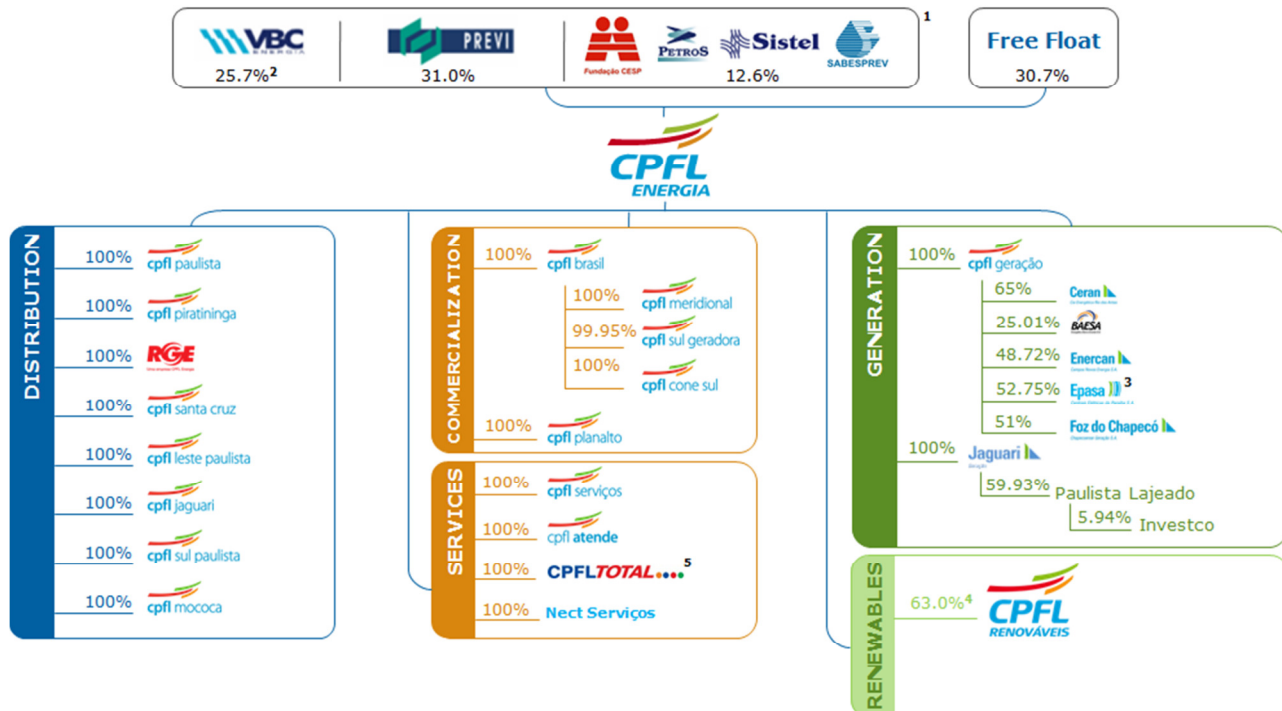 VBC
ENERGIA
25.7%2
PREVI
31.0%
Fundação CESP
PETROS
Sistel
SABESPREV
12.6%
1
Free Float
30.7%
CPFL
ENERGIA
DISTRIBUTION
100% cpfl paulista
100% cpfl piratininga
100% RGE
100% cpfl santa cruz
100% cpfl leste paulista
100% cpfl jaguari
100% cpfl sul paulista
100% cpfl mococa
COMMERCIALIZATION
100% cpfl brasil
100% cpfl meridional
99.95% cpfl sul geradora
100% cpfl cone sul
100% cpfl planalto
SERVICES
100% cpfl serviços
100% cpfl atende
100% CPFL TOTAL 5
100% Nect Serviços
GENERATION
100% cpfl geração
65% Ceran
25.01% BAESA
48.72% Enercan
52.75% Epasa 3
51% Foz do Chapecó
100% Jaguari
Geração
59.93% Paulista Lajeado
5.94% Investco
RENEWABLES
63.0%4
CPFL
RENOVÁVEIS